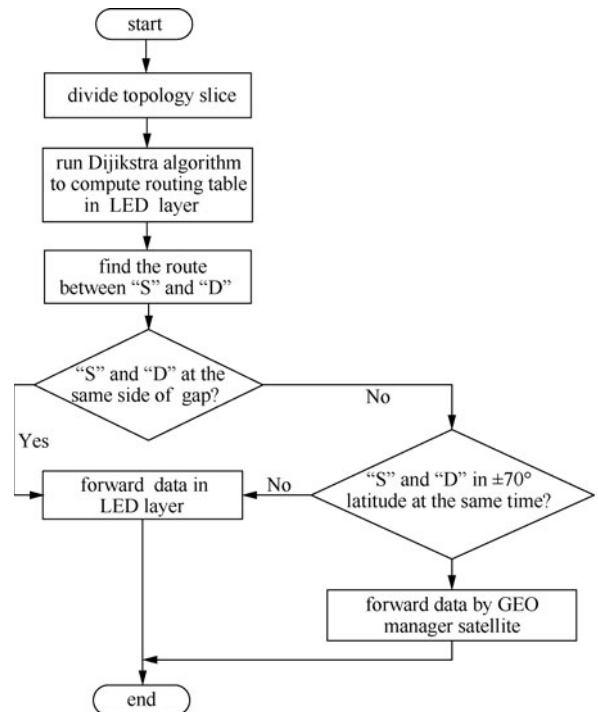 start
divide topology slice
run Dijikstra algorithm
to compute routing table
in LED layer
find the route
between “S” and “D”
“S” and “D” at the
same side of gap?
No
Yes
“S” and “D” in ±70°
latitude at the same time?
No
forward data in
LED layer
forward data by GEO
manager satellite
end